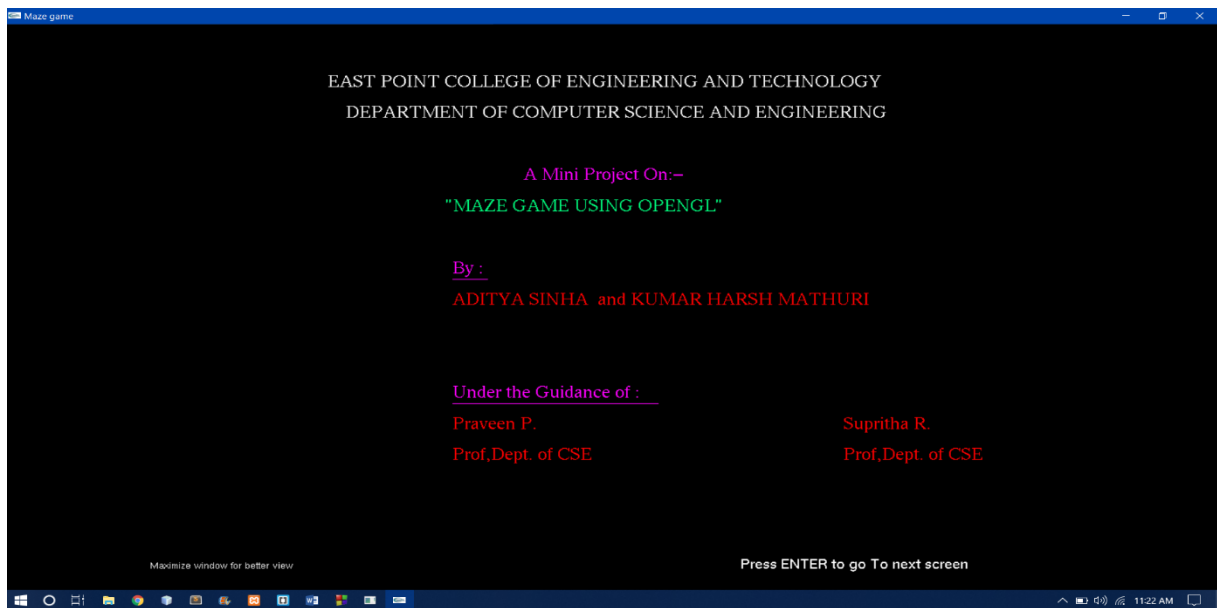 Maze game
EAST POINT COLLEGE OF ENGINEERING AND TECHNOLOGY
DEPARTMENT OF COMPUTER SCIENCE AND ENGINEERING
A Mini Project On:-
"MAZE GAME USING OPENGL"
By :
ADITYA SINHA and KUMAR HARSH MATHURI
Under the Guidance of :
Praveen P. Supritha R.
Prof,Dept. of CSE Prof,Dept. of CSE
Maximize window for better view Press ENTER to go To next screen
11:22 AM